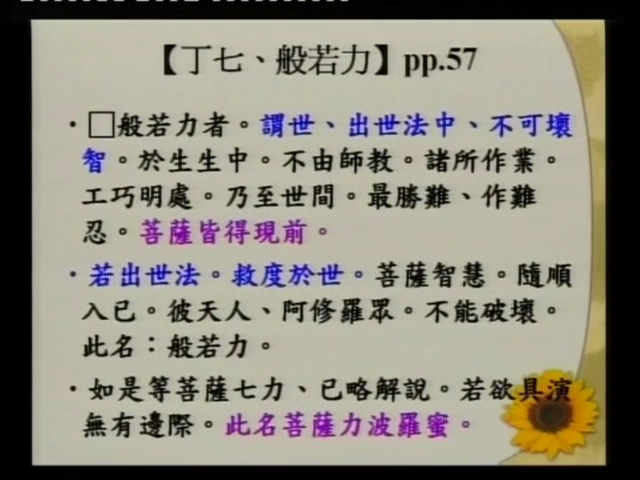 【丁七、般若力】pp.57
•□般若力者。謂世、出世法中、不可壞
智。於生生中。不由師教。諸所作業。
工巧明處。乃至世間。最勝難、作難
忍。菩薩皆得現前。
•若出世法。救度於世。菩薩智慧。隨順
入已。彼天人、阿修羅眾。不能破壞。
此名：般若力。
•如是等菩薩七力、已略解說。若欲具演
無有邊際。此名菩薩力波羅蜜。